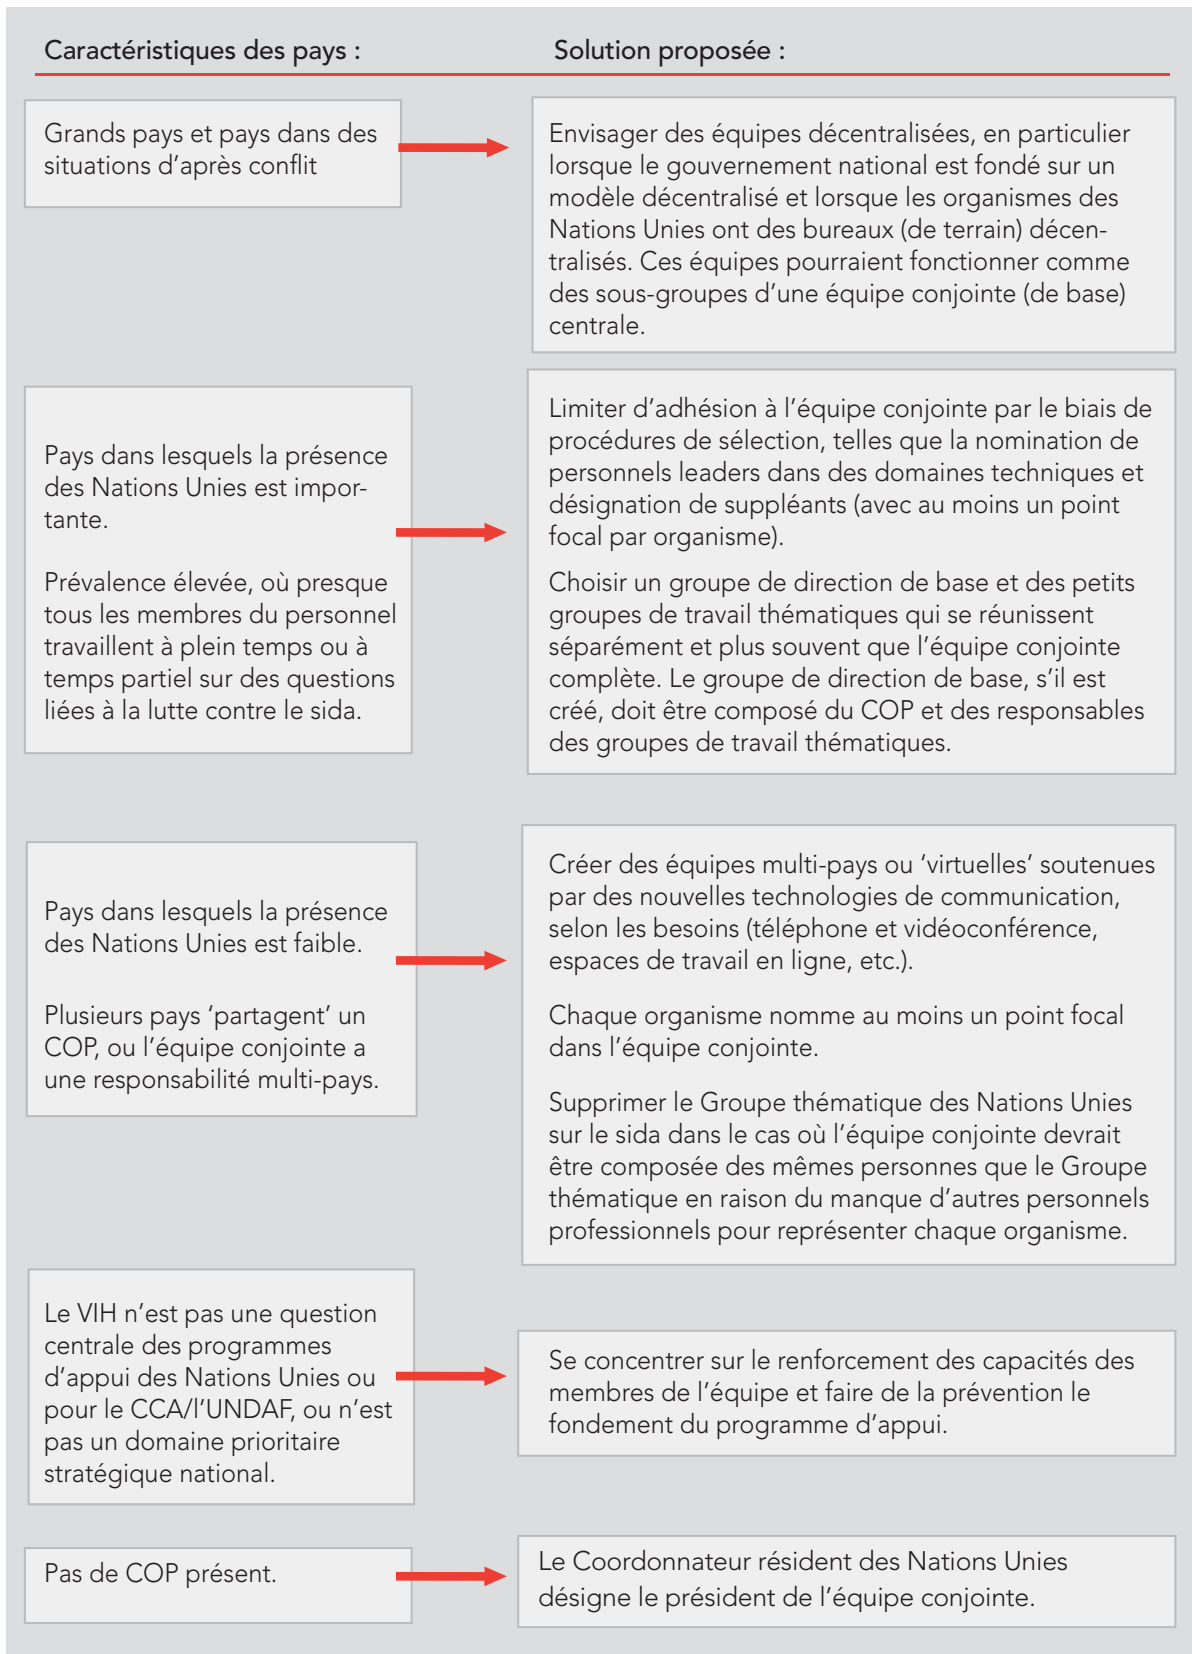 Caractéristiques des pays :
Solution proposée :
Grands pays et pays dans des
situations d'après conflit
Envisager des équipes décentralisées, en particulier
lorsque le gouvernement national est fondé sur un
modèle décentralisé et lorsque les organismes des
Nations Unies ont des bureaux (de terrain) décen-
tralisés. Ces équipes pourraient fonctionner comme
des sous-groupes d'une équipe conjointe (de base)
centrale.
Pays dans lesquels la présence
des Nations Unies est impor-
tante.
Prévalence élevée, où presque
tous les membres du personnel
travaillent à plein temps ou à
temps partiel sur des questions
liées à la lutte contre le sida.
Limiter d'adhésion à l'équipe conjointe par le biais de
procédures de sélection, telles que la nomination de
personnels leaders dans des domaines techniques et
désignation de suppléants (avec au moins un point
focal par organisme).
Choisir un groupe de direction de base et des petits
groupes de travail thématiques qui se réunissent
séparément et plus souvent que l'équipe conjointe
complète. Le groupe de direction de base, s'il est
créé, doit être composé du COP et des responsables
des groupes de travail thématiques.
Pays dans lesquels la présence
des Nations Unies est faible.
Plusieurs pays 'partagent' un
COP, ou l'équipe conjointe a
une responsabilité multi-pays.
Créer des équipes multi-pays ou 'virtuelles' soutenues
par des nouvelles technologies de communication,
selon les besoins (téléphone et vidéoconférence,
espaces de travail en ligne, etc.).
Chaque organisme nomme au moins un point focal
dans l'équipe conjointe.
Supprimer le Groupe thématique des Nations Unies
sur le sida dans le cas où l'équipe conjointe devrait
être composée des mêmes personnes que le Groupe
thématique en raison du manque d'autres personnels
professionnels pour représenter chaque organisme.
Le VIH n'est pas une question
centrale des programmes
d'appui des Nations Unies ou
pour le CCA/l'UNDAF, ou n'est
pas un domaine prioritaire
stratégique national.
Se concentrer sur le renforcement des capacités des
membres de l'équipe et faire de la prévention le
fondement du programme d'appui.
Pas de COP présent.
Le Coordonnateur résident des Nations Unies
désigne le président de l'équipe conjointe.